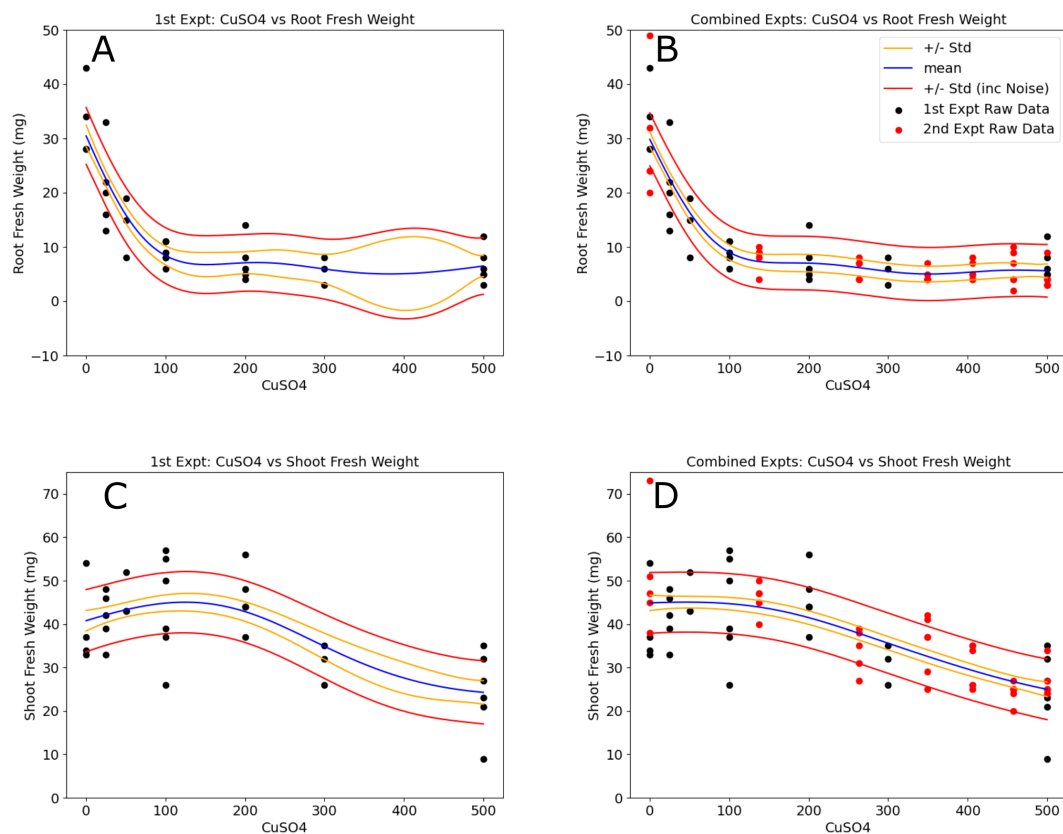 1st Expt: CuSO4 vs Root Fresh Weight
A
Root Fresh Weight (mg)
50
40
30
20
10
0
−10
0
100
200
300
400
500
CuSO4
Combined Expts: CuSO4 vs Root Fresh Weight
B
+/- Std
mean
+/- Std (inc Noise)
1st Expt Raw Data
2nd Expt Raw Data
Root Fresh Weight (mg)
50
40
30
20
10
0
−10
0
100
200
300
400
500
CuSO4
1st Expt: CuSO4 vs Shoot Fresh Weight
C
Shoot Fresh Weight (mg)
70
60
50
40
30
20
10
0
0
100
200
300
400
500
CuSO4
Combined Expts: CuSO4 vs Shoot Fresh Weight
D
Shoot Fresh Weight (mg)
70
60
50
40
30
20
10
0
0
100
200
300
400
500
CuSO4